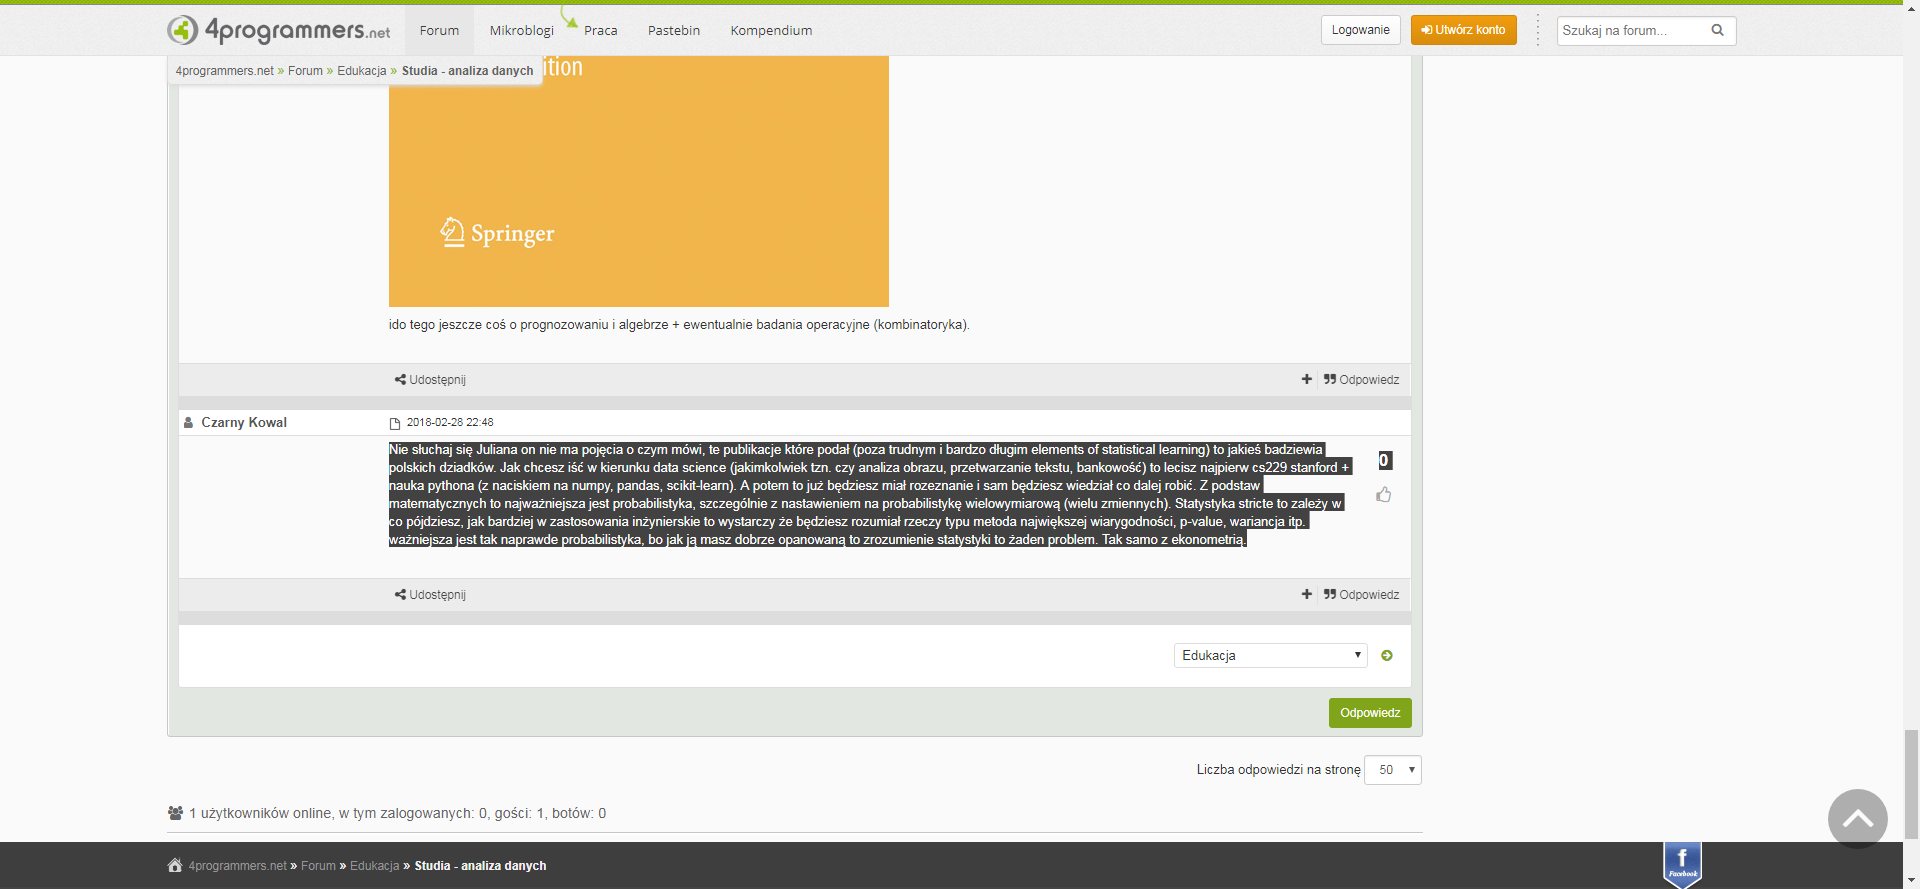 4programmers.net
Forum
Mikroblogi
Praca
Pastebin
Kompendium
Logowanie
Utwórz konto
Szukaj na forum...
4programmers.net » Forum » Edukacja » Studia - analiza danych
ition
Springer
ido tego jeszcze coś o prognozowaniu i algebrze + ewentualnie badania operacyjne (kombinatoryka).
Udostępnij
Odpowiedz
Czarny Kowal
2018-02-28 22:48
Nie słuchaj się Juliana on nie ma pojęcia o czym mówi, te publikacje które podał (poza trudnym i bardzo długim elements of statistical learning) to jakieś badziewia
polskich dziadków. Jak chcesz iść w kierunku data science (jakimkolwiek tzn. czy analiza obrazu, przetwarzanie tekstu, bankowość) to lecisz najpierw cs229 stanford +
nauka pythona (z naciskiem na numpy, pandas, scikit-learn). A potem to już będziesz miał rozeznanie i sam będziesz wiedział co dalej robić. Z podstaw
matematycznych to najważniejsza jest probabilistyka, szczególnie z nastawieniem na probabilistykę wielowymiarową (wielu zmiennych). Statystyka stricte to zależy w
co pójdziesz, jak bardziej w zastosowania inżynierskie to wystarczy że będziesz rozumiał rzeczy typu metoda największej wiarygodności, p-value, wariancja itp.
ważniejsza jest tak naprawde probabilistyka, bo jak ją masz dobrze opanowaną to zrozumienie statystyki to żaden problem. Tak samo z ekonometrią.
0
Udostępnij
Odpowiedz
Edukacja
Odpowiedz
Liczba odpowiedzi na stronę 50
1 użytkowników online, w tym zalogowanych: 0, gości: 1, botów: 0
4programmers.net » Forum » Edukacja » Studia - analiza danych
f
Facebook